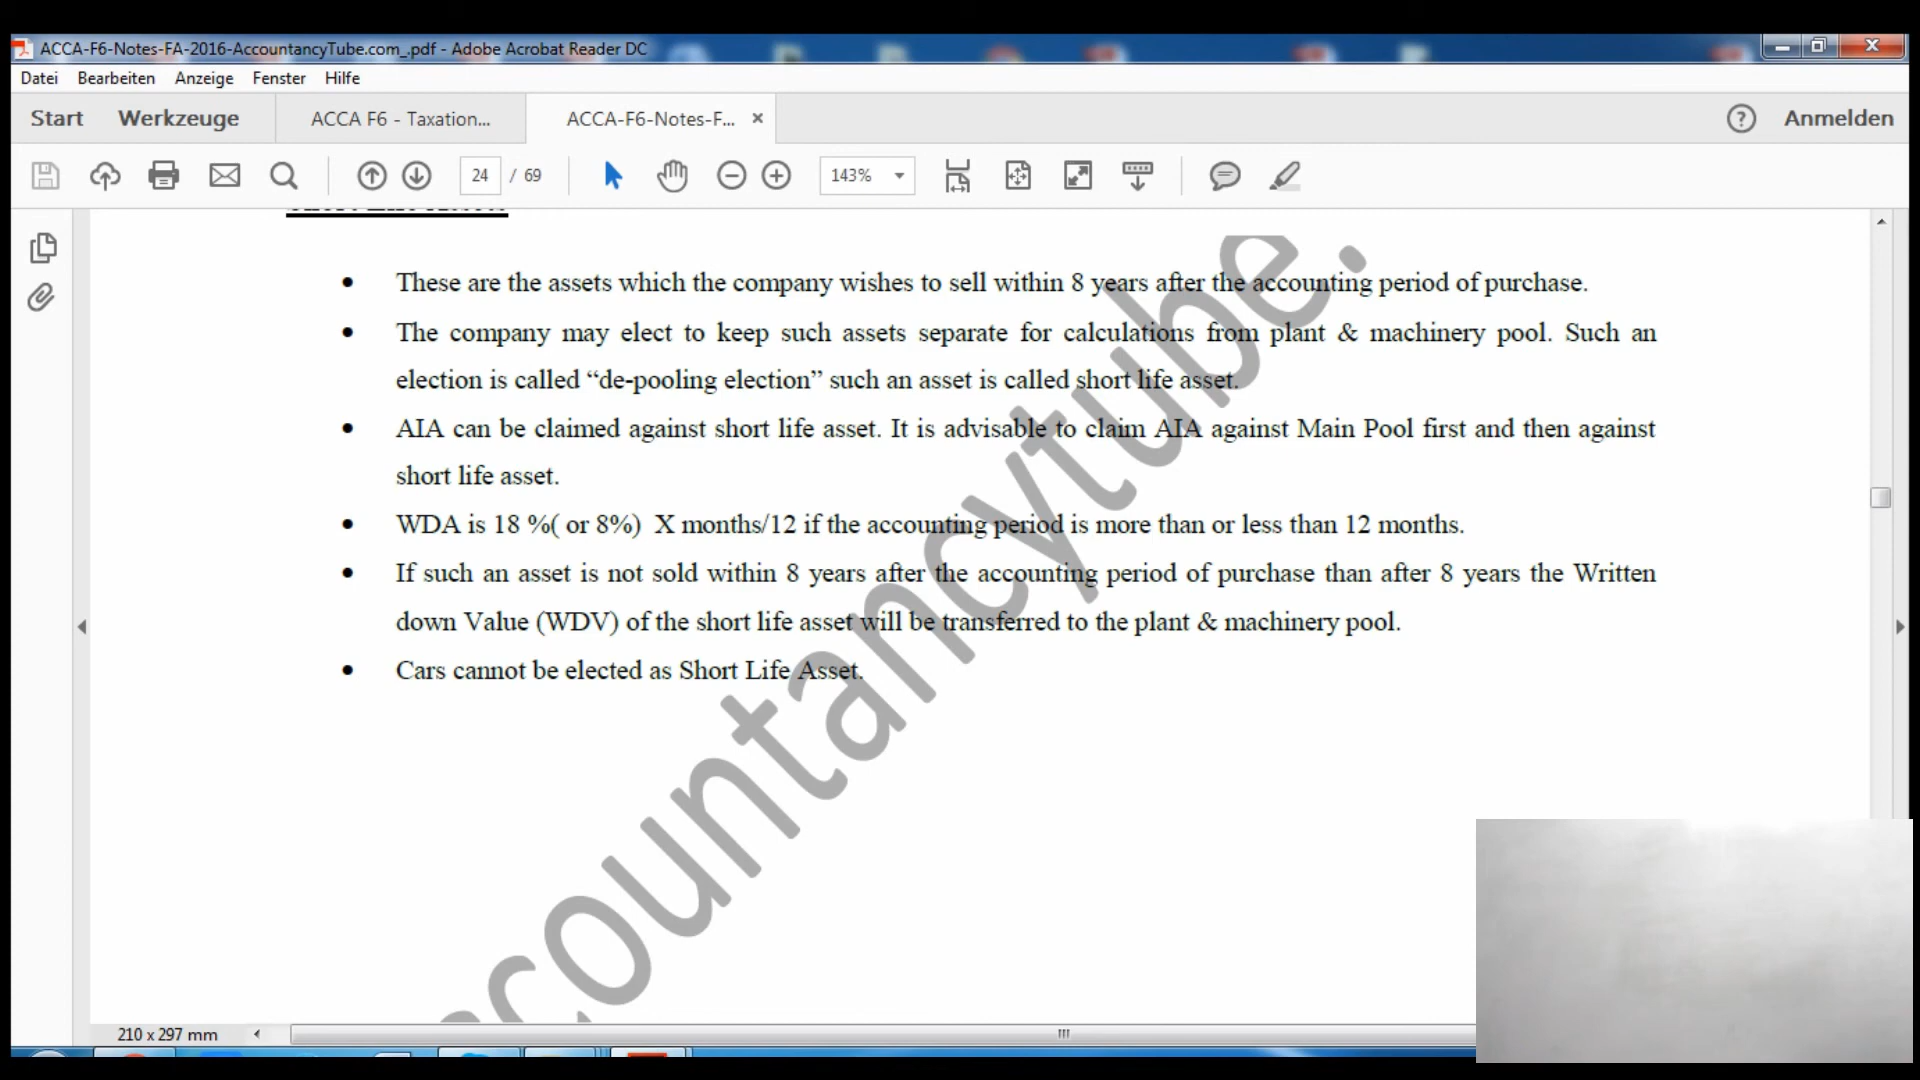 ACCA-F6-Notes-FA-2016-AccountancyTube.com_.pdf - Adobe Acrobat Reader DC
Datei Bearbeiten Anzeige Fenster Hilfe
Start Werkzeuge ACCA F6 - Taxation... ACCA-F6-Notes-F... × Anmelden
24 / 69 143%
• These are the assets which the company wishes to sell within 8 years after the accounting period of purchase.
• The company may elect to keep such assets separate for calculations from plant & machinery pool. Such an
election is called “de-pooling election” such an asset is called short life asset.
• AIA can be claimed against short life asset. It is advisable to claim AIA against Main Pool first and then against
short life asset.
• WDA is 18 %( or 8%) X months/12 if the accounting period is more than or less than 12 months.
• If such an asset is not sold within 8 years after the accounting period of purchase than after 8 years the Written
down Value (WDV) of the short life asset will be transferred to the plant & machinery pool.
• Cars cannot be elected as Short Life Asset.
countancytube.
210 x 297 mm